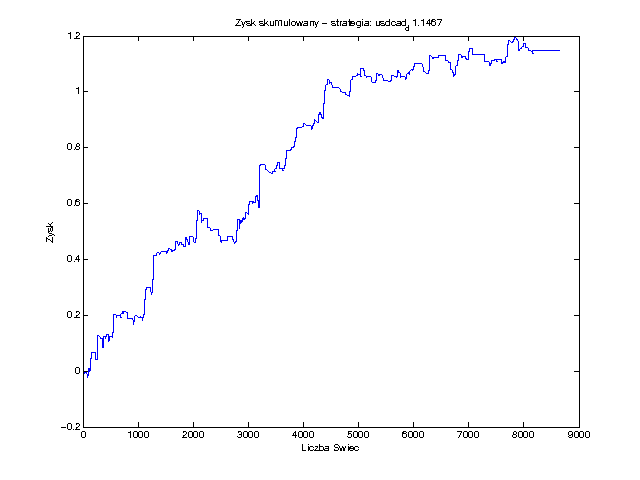 Zysk skumulowany – strategia: usdcad_d 1.1467
1.2
1
0.8
0.6
0.4
0.2
0
−0.2
Zysk
0 1000 2000 3000 4000 5000 6000 7000 8000 9000
Liczba Swiec